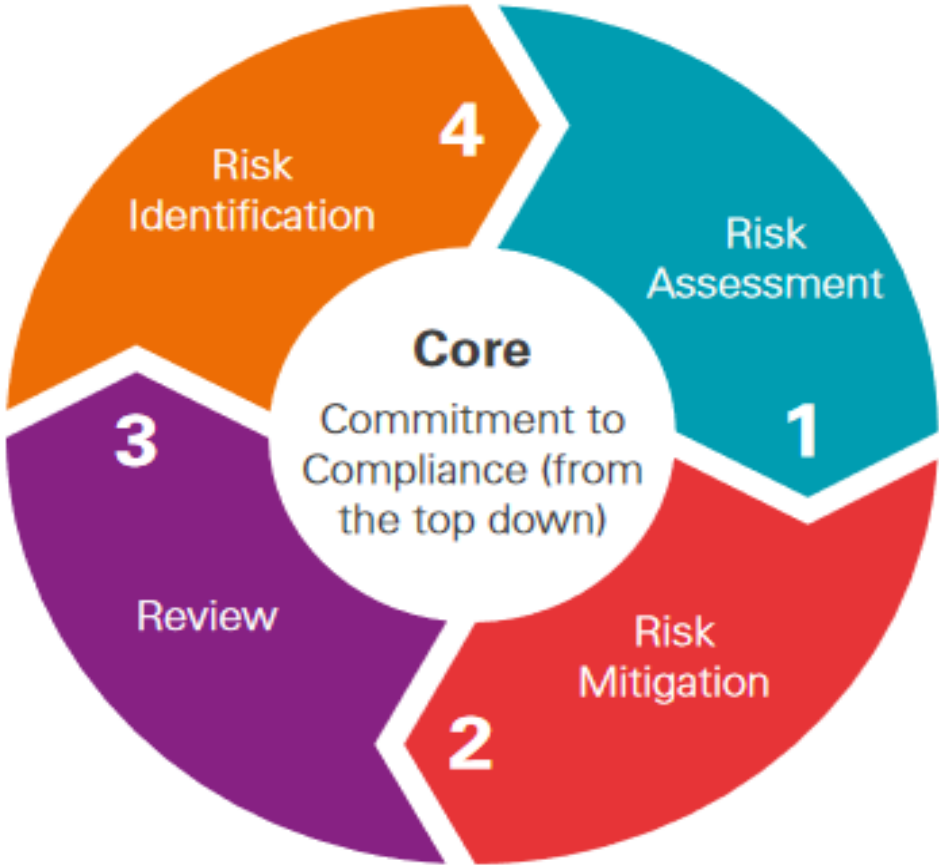 4
Risk
Identification
Risk
Assessment
1
Core
Commitment to
Compliance (from
the top down)
3
Review
Risk
Mitigation
2